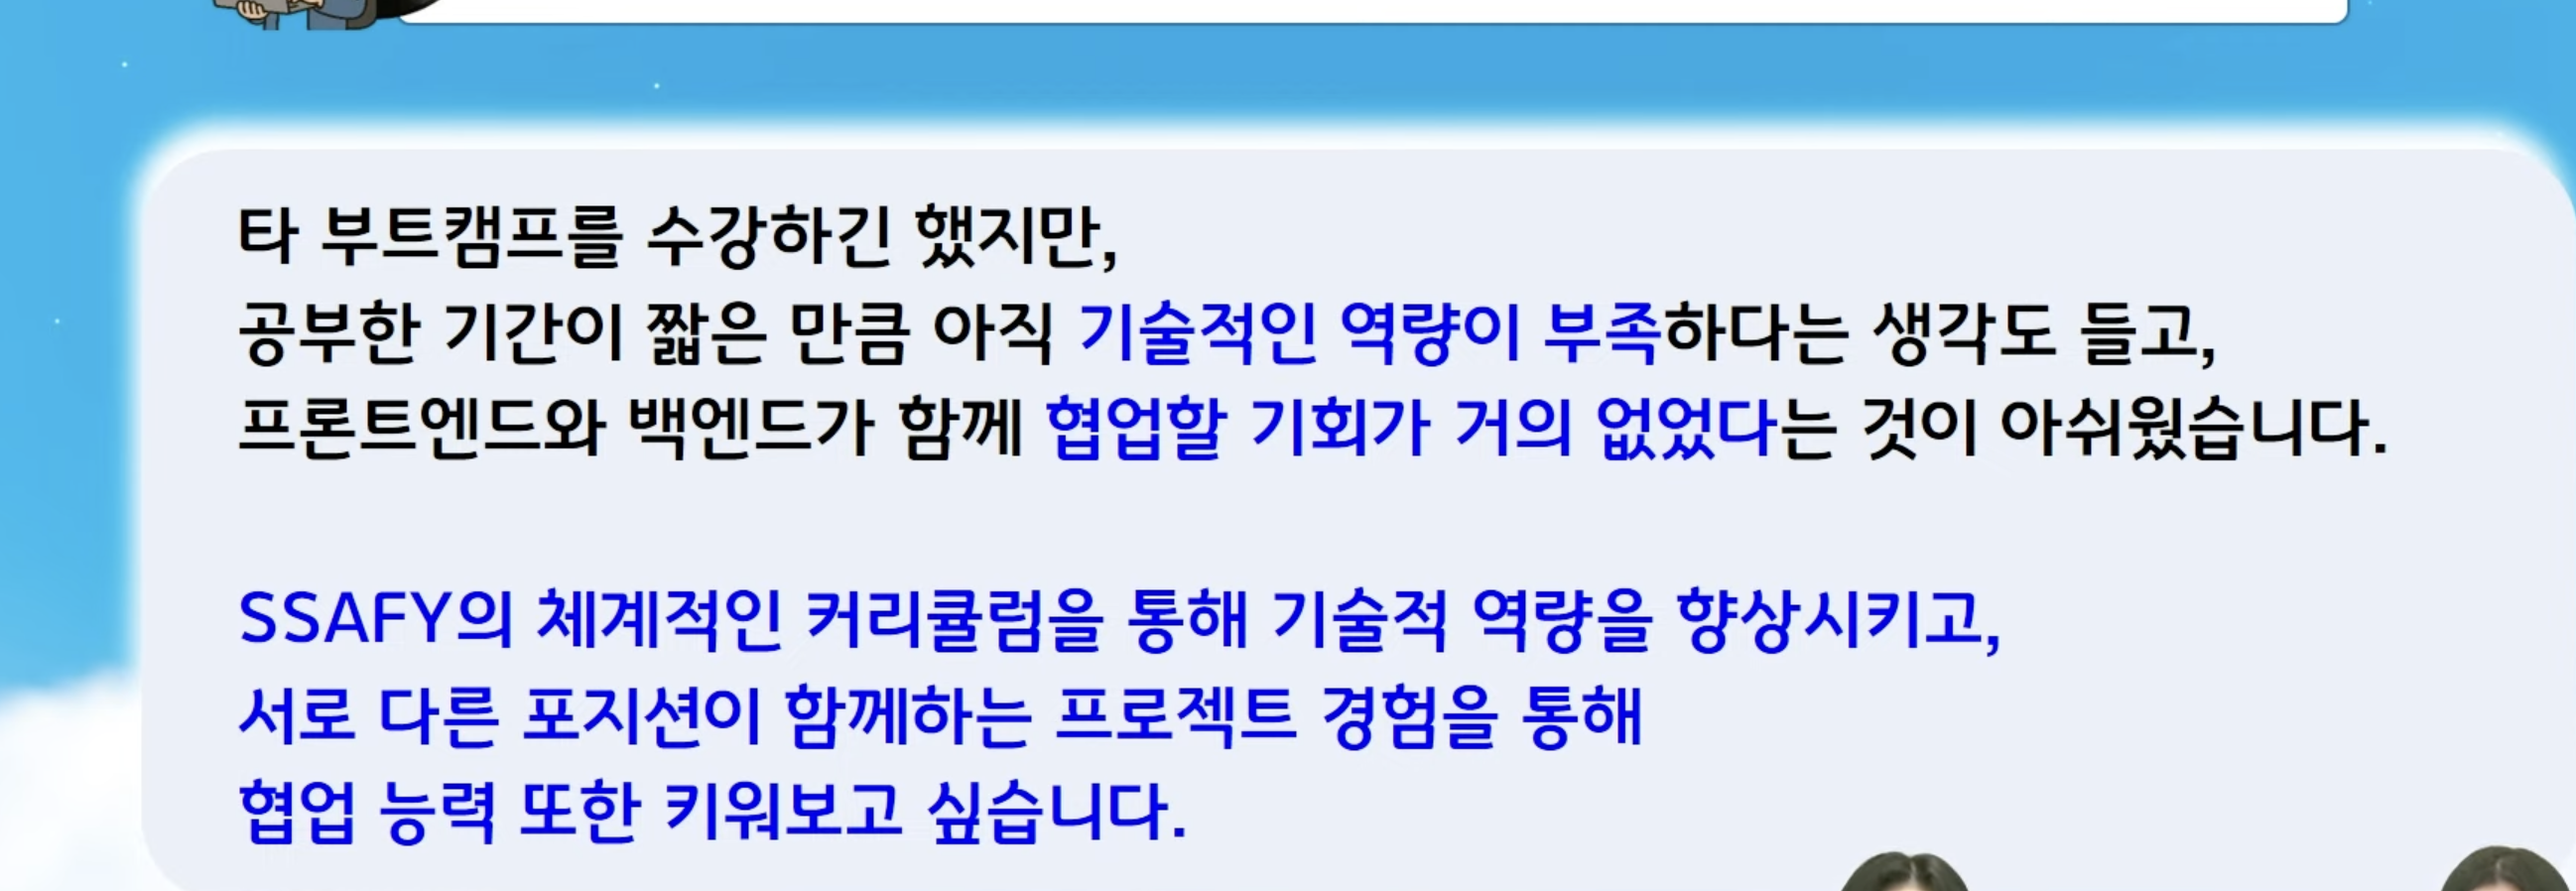 타 부트캠프를 수강하긴 했지만,
공부한 기간이 짧은 만큼 아직 기술적인 역량이 부족하다는 생각도 들고,
프론트엔드와 백엔드가 함께 협업할 기회가 거의 없었다는 것이 아쉬웠습니다.
SSAFY의 체계적인 커리큘럼을 통해 기술적 역량을 향상시키고,
서로 다른 포지션이 함께하는 프로젝트 경험을 통해
협업 능력 또한 키워보고 싶습니다.